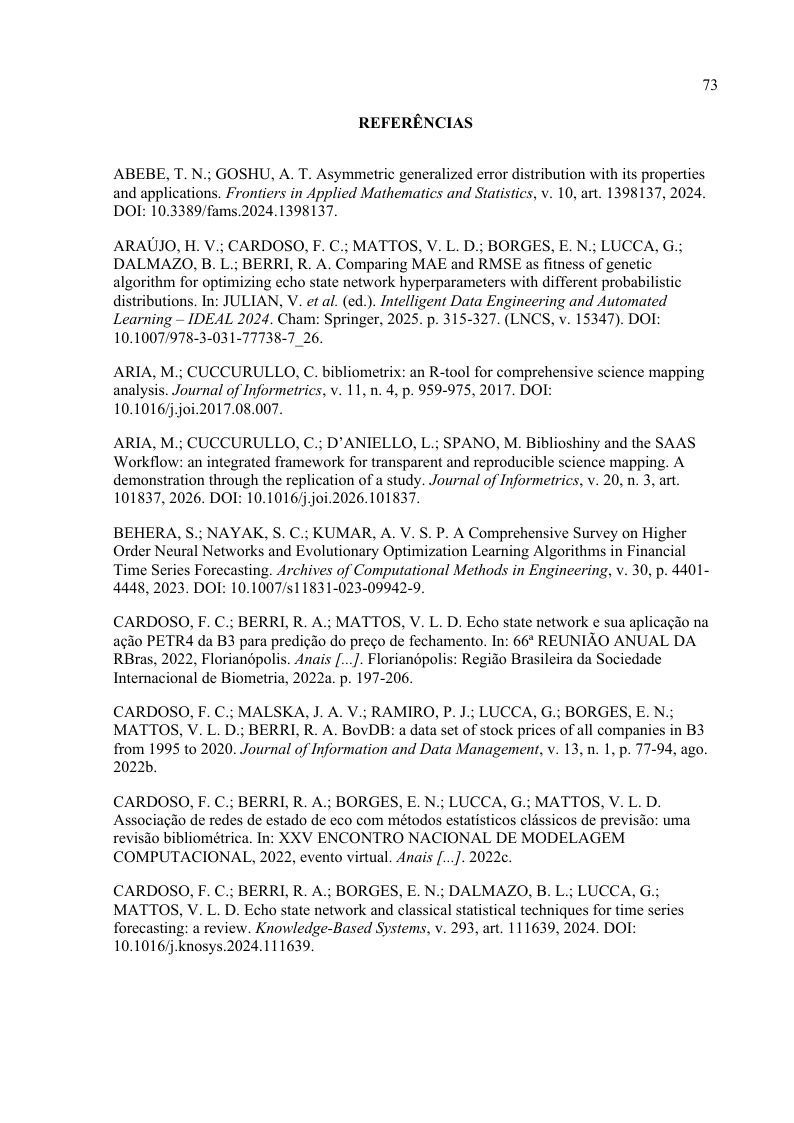 73
REFERÊNCIAS
ABEBE, T. N.; GOSHU, A. T. Asymmetric generalized error distribution with its properties
and applications. Frontiers in Applied Mathematics and Statistics, v. 10, art. 1398137, 2024.
DOI: 10.3389/fams.2024.1398137.
ARAÚJO, H. V.; CARDOSO, F. C.; MATTOS, V. L. D.; BORGES, E. N.; LUCCA, G.;
DALMAZO, B. L.; BERRI, R. A. Comparing MAE and RMSE as fitness of genetic
algorithm for optimizing echo state network hyperparameters with different probabilistic
distributions. In: JULIAN, V. et al. (ed.). Intelligent Data Engineering and Automated
Learning – IDEAL 2024. Cham: Springer, 2025. p. 315-327. (LNCS, v. 15347). DOI:
10.1007/978-3-031-77738-7_26.
ARIA, M.; CUCCURULLO, C. bibliometrix: an R-tool for comprehensive science mapping
analysis. Journal of Informetrics, v. 11, n. 4, p. 959-975, 2017. DOI:
10.1016/j.joi.2017.08.007.
ARIA, M.; CUCCURULLO, C.; D’ANIELLO, L.; SPANO, M. Biblioshiny and the SAAS
Workflow: an integrated framework for transparent and reproducible science mapping. A
demonstration through the replication of a study. Journal of Informetrics, v. 20, n. 3, art.
101837, 2026. DOI: 10.1016/j.joi.2026.101837.
BEHERA, S.; NAYAK, S. C.; KUMAR, A. V. S. P. A Comprehensive Survey on Higher
Order Neural Networks and Evolutionary Optimization Learning Algorithms in Financial
Time Series Forecasting. Archives of Computational Methods in Engineering, v. 30, p. 4401-
4448, 2023. DOI: 10.1007/s11831-023-09942-9.
CARDOSO, F. C.; BERRI, R. A.; MATTOS, V. L. D. Echo state network e sua aplicação na
ação PETR4 da B3 para predição do preço de fechamento. In: 66ª REUNIÃO ANUAL DA
RBras, 2022, Florianópolis. Anais [...]. Florianópolis: Região Brasileira da Sociedade
Internacional de Biometria, 2022a. p. 197-206.
CARDOSO, F. C.; MALSKA, J. A. V.; RAMIRO, P. J.; LUCCA, G.; BORGES, E. N.;
MATTOS, V. L. D.; BERRI, R. A. BovDB: a data set of stock prices of all companies in B3
from 1995 to 2020. Journal of Information and Data Management, v. 13, n. 1, p. 77-94, ago.
2022b.
CARDOSO, F. C.; BERRI, R. A.; BORGES, E. N.; LUCCA, G.; MATTOS, V. L. D.
Associação de redes de estado de eco com métodos estatísticos clássicos de previsão: uma
revisão bibliométrica. In: XXV ENCONTRO NACIONAL DE MODELAGEM
COMPUTACIONAL, 2022, evento virtual. Anais [...]. 2022c.
CARDOSO, F. C.; BERRI, R. A.; BORGES, E. N.; DALMAZO, B. L.; LUCCA, G.;
MATTOS, V. L. D. Echo state network and classical statistical techniques for time series
forecasting: a review. Knowledge-Based Systems, v. 293, art. 111639, 2024. DOI:
10.1016/j.knosys.2024.111639.